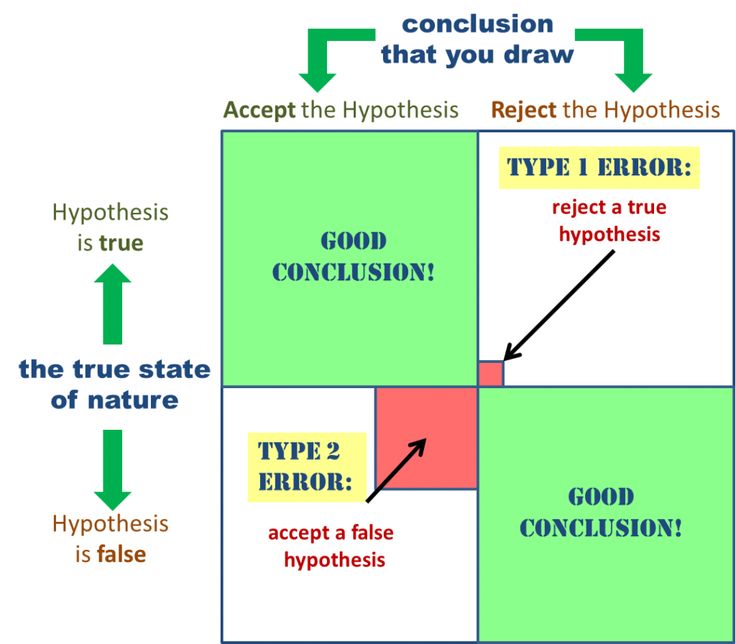 conclusion
that you draw
Accept the Hypothesis
Reject the Hypothesis
Hypothesis
is true
GOOD
CONCLUSION!
TYPE 1 ERROR:
reject a true
hypothesis
the true state
of nature
TYPE 2
ERROR:
accept a false
hypothesis
GOOD
CONCLUSION!
Hypothesis
is false